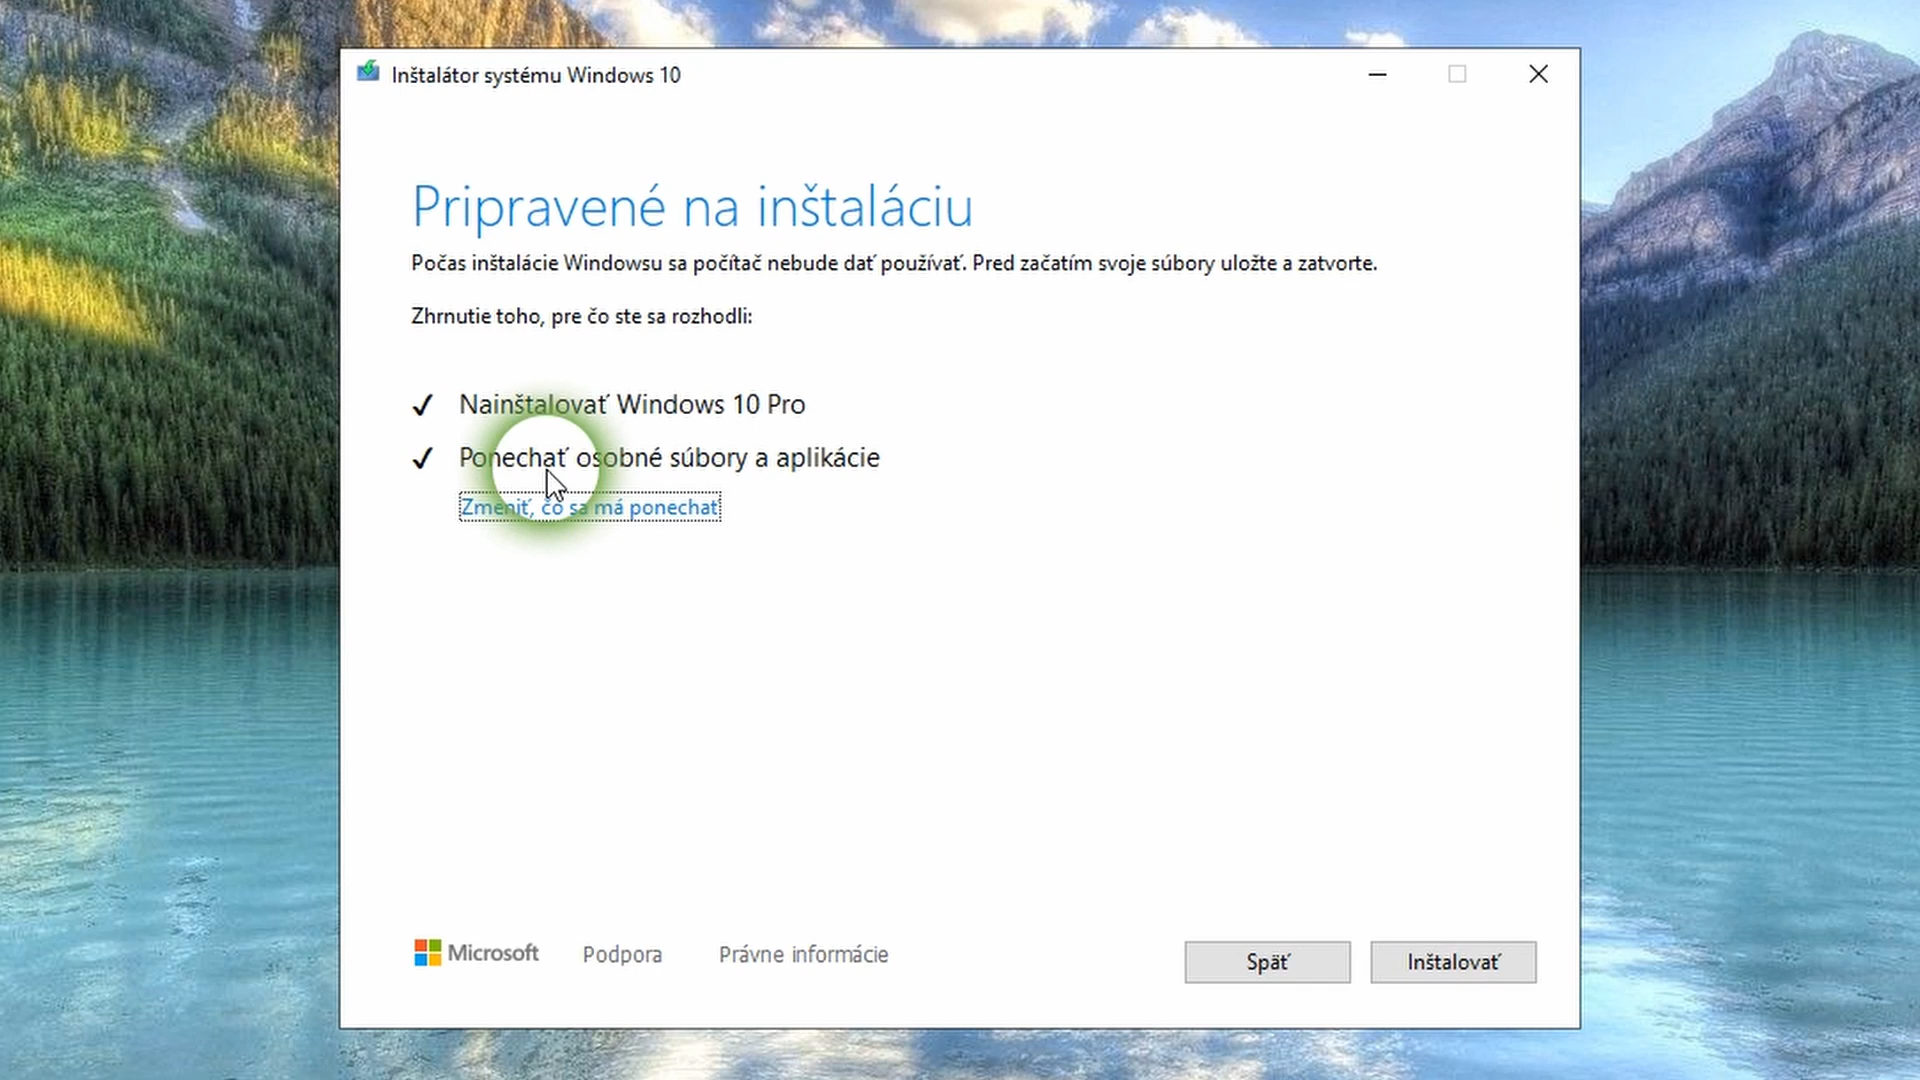 Inštalátor systému Windows 10
Pripravené na inštaláciu
Počas inštalácie Windowsu sa počítač nebude dať používať. Pred začatím svoje súbory uložte a zatvorte.
Zhrnutie toho, pre čo ste sa rozhodli:
Nainštalovať Windows 10 Pro
Ponechať osobné súbory a aplikácie
Zmeniť, čo sa má ponechať
Microsoft Podpora Právne informácie Späť Inštalovať